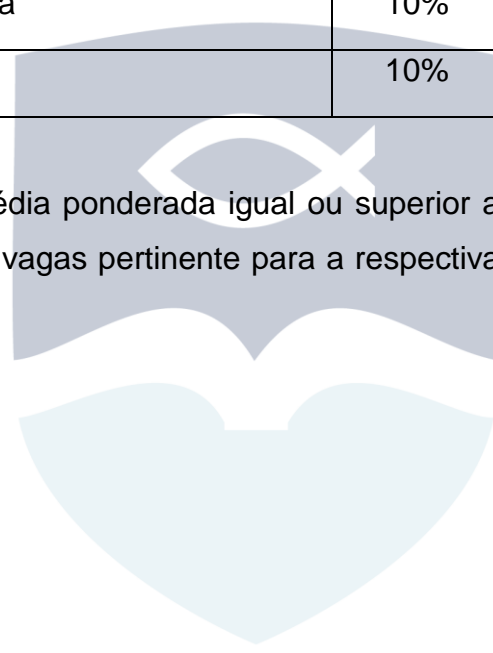 a 10%
10%
édia ponderada igual ou superior a
vagas pertinente para a respectiva